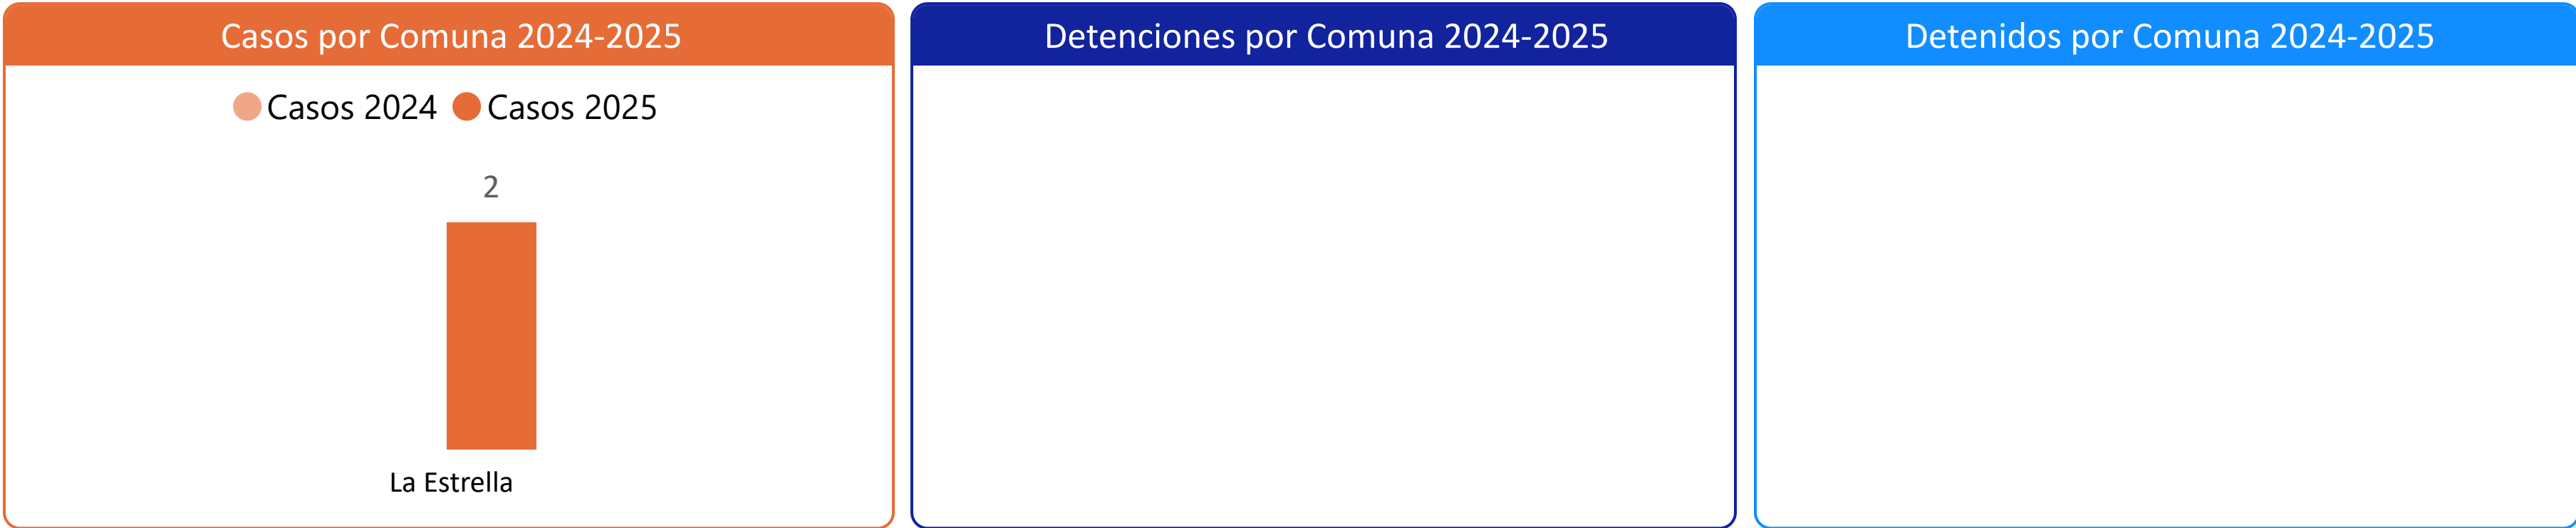 Casos por Comuna 2024-2025
Casos 2024 Casos 2025
2
La Estrella
Detenciones por Comuna 2024-2025
Detenidos por Comuna 2024-2025